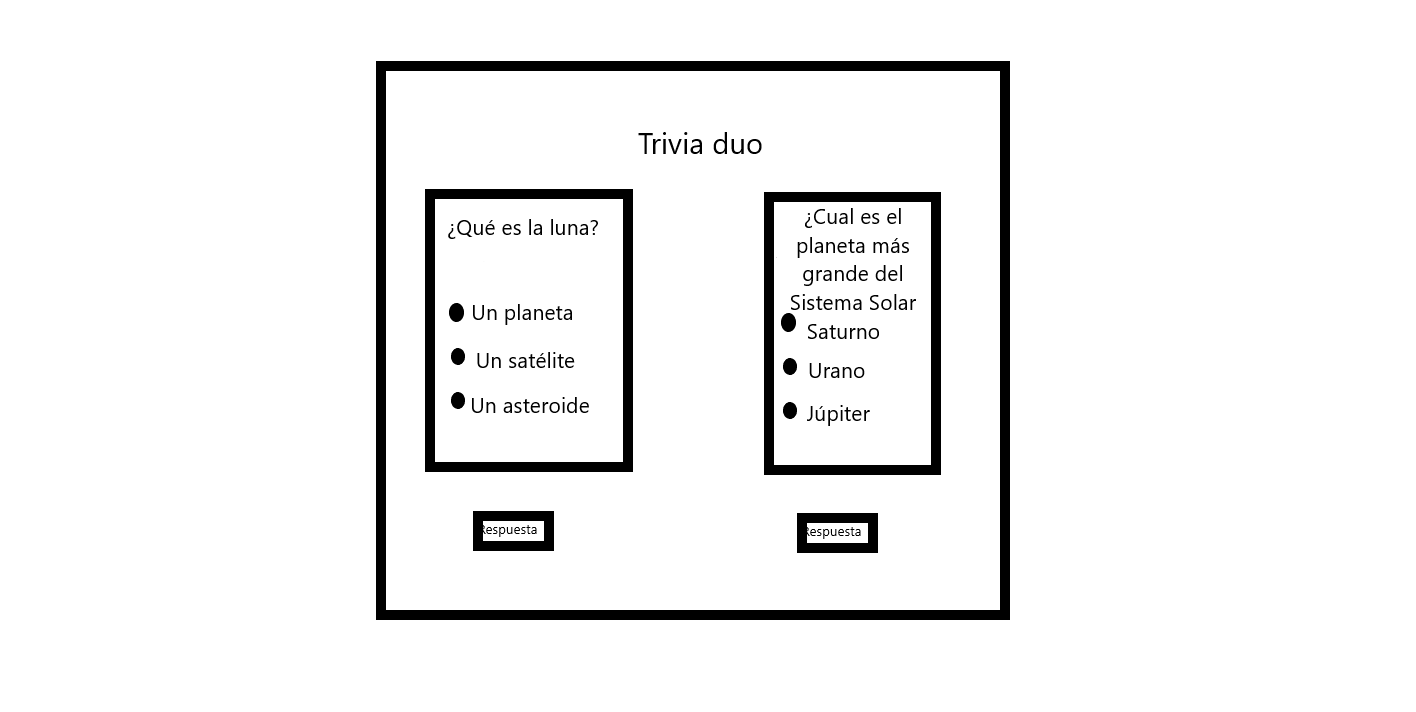 Trivia duo
¿Qué es la luna?
Un planeta
Un satélite
Un asteroide
Respuesta
¿Cual es el
planeta más
grande del
Sistema Solar
Saturno
Urano
Júpiter
Respuesta